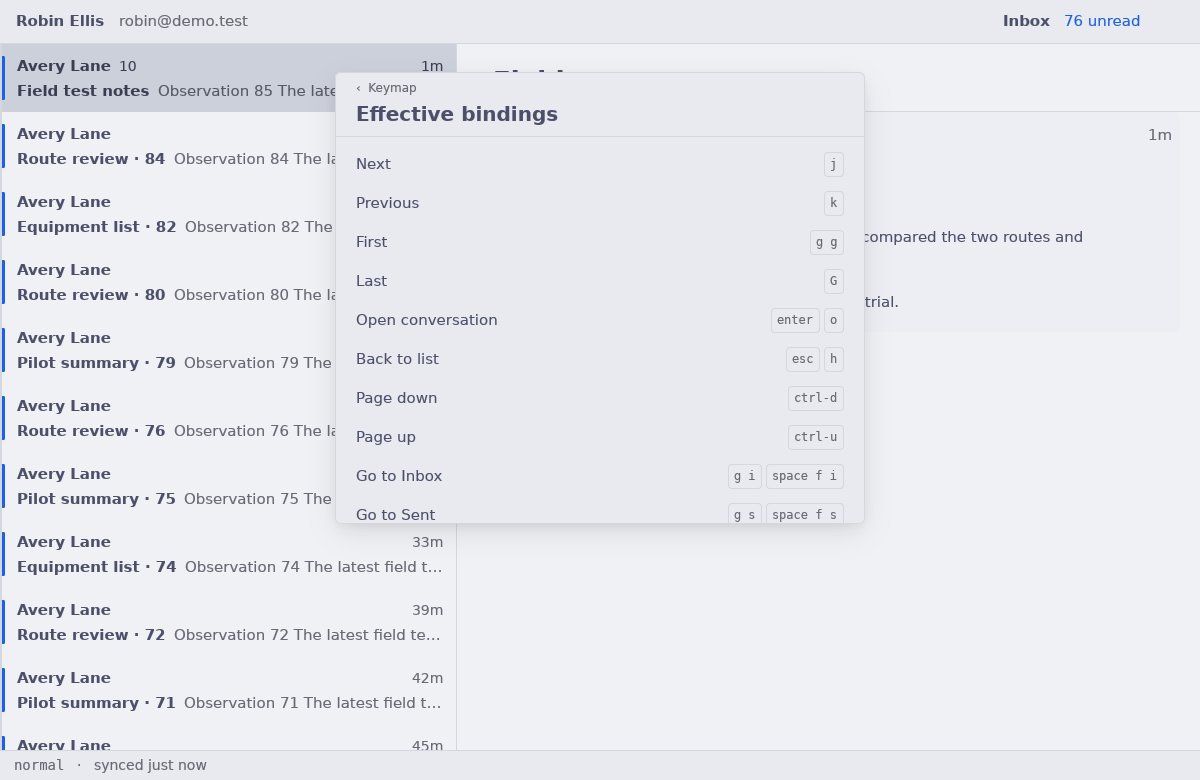 Robin Ellis robin@demo.test Inbox 76 unread
Avery Lane 10 1m
Field test notes Observation 85 The late
Avery Lane
Route review · 84 Observation 84 The la
Avery Lane
Equipment list · 82 Observation 82 The
Avery Lane
Route review · 80 Observation 80 The la
Avery Lane
Pilot summary · 79 Observation 79 The
Avery Lane
Route review · 76 Observation 76 The la
Avery Lane
Pilot summary · 75 Observation 75 The
Avery Lane 33m
Equipment list · 74 Observation 74 The latest field t…
Avery Lane 39m
Route review · 72 Observation 72 The latest field te…
Avery Lane 42m
Pilot summary · 71 Observation 71 The latest field t…
Avery Lane 45m
‹ Keymap
Effective bindings
Next j
Previous k
First g g
Last G
Open conversation enter o
Back to list esc h
Page down ctrl-d
Page up ctrl-u
Go to Inbox g i space f i
Go to Sent g s space f s
1m
compared the two routes and
trial.
normal · synced just now